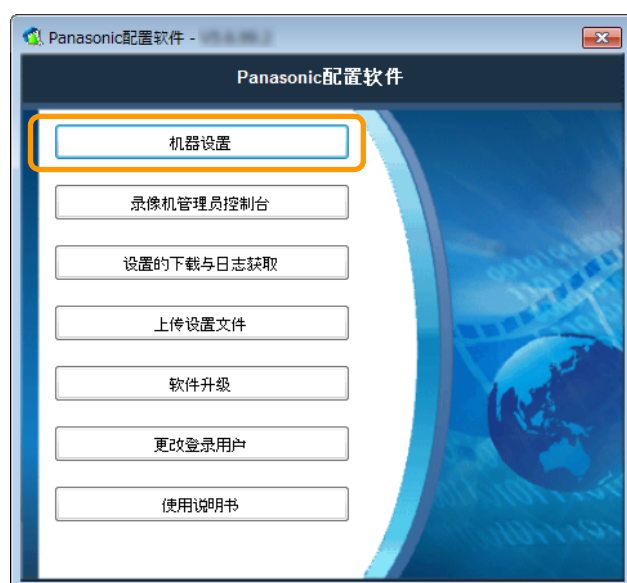 Panasonic配置软件 -
Panasonic配置软件
机器设置
录像机管理员控制台
设置的下载与日志获取
上传设置文件
软件升级
更改登录用户
使用说明书